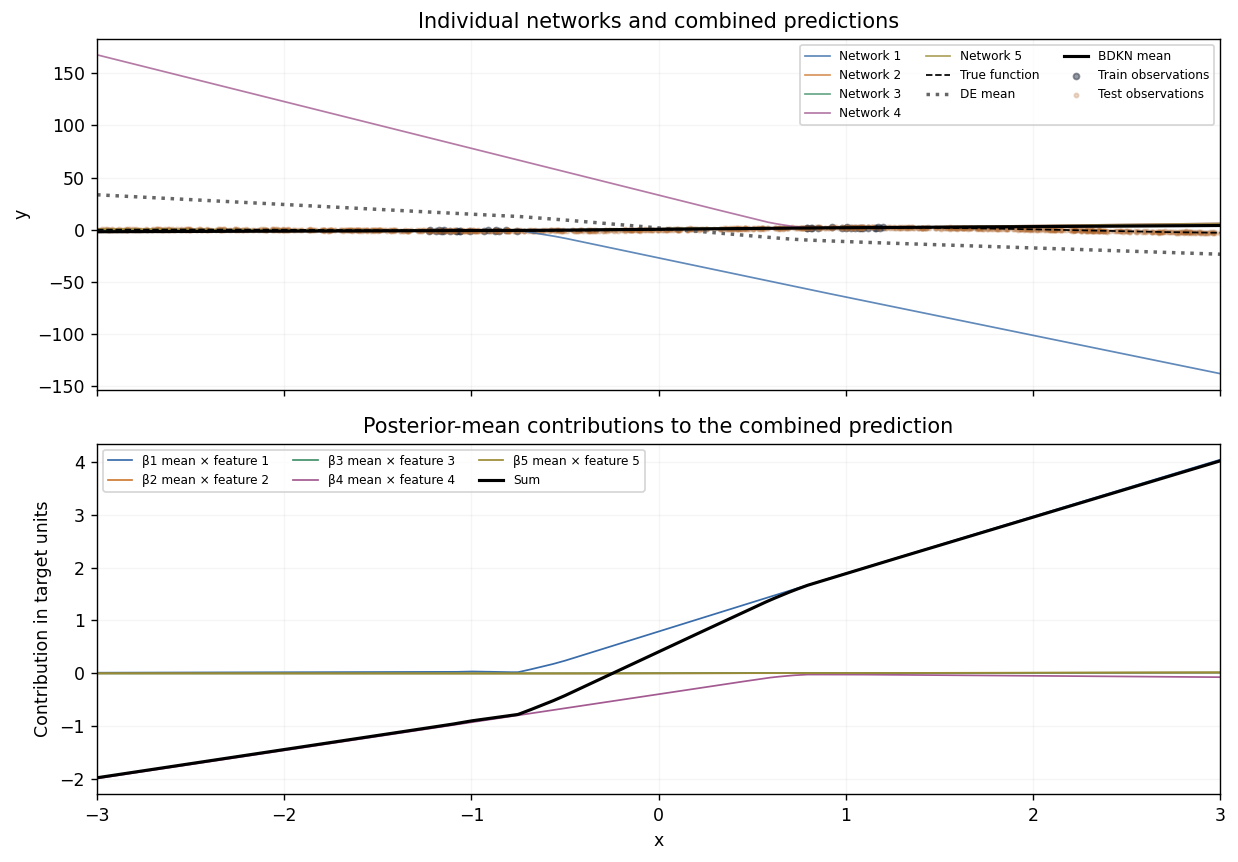 Individual networks and combined predictions
Network 1
Network 2
Network 3
Network 4
Network 5
True function
DE mean
BDKN mean
Train observations
Test observations
150
100
50
0
−50
−100
−150
y
Posterior-mean contributions to the combined prediction
β1 mean × feature 1
β2 mean × feature 2
β3 mean × feature 3
β4 mean × feature 4
β5 mean × feature 5
Sum
4
3
2
1
0
−1
−2
Contribution in target units
−3 −2 −1 0 1 2 3
x